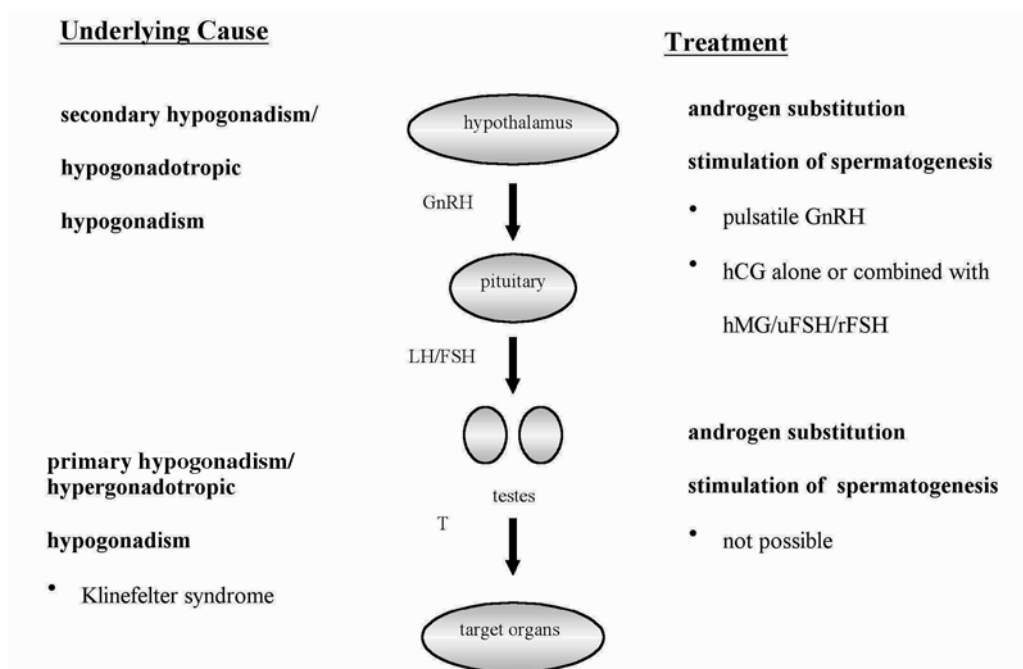 Underlying Cause
secondary hypogonadism/
hypogonadotropic
hypogonadism
primary hypogonadism/
hypergonadotropic
hypogonadism
• Klinefelter syndrome
hypothalamus
GnRH
pituitary
LH/FSH
testes
T
target organs
Treatment
androgen substitution
stimulation of spermatogenesis
• pulsatile GnRH
• hCG alone or combined with
hMG/uFSH/rFSH
androgen substitution
stimulation of spermatogenesis
• not possible